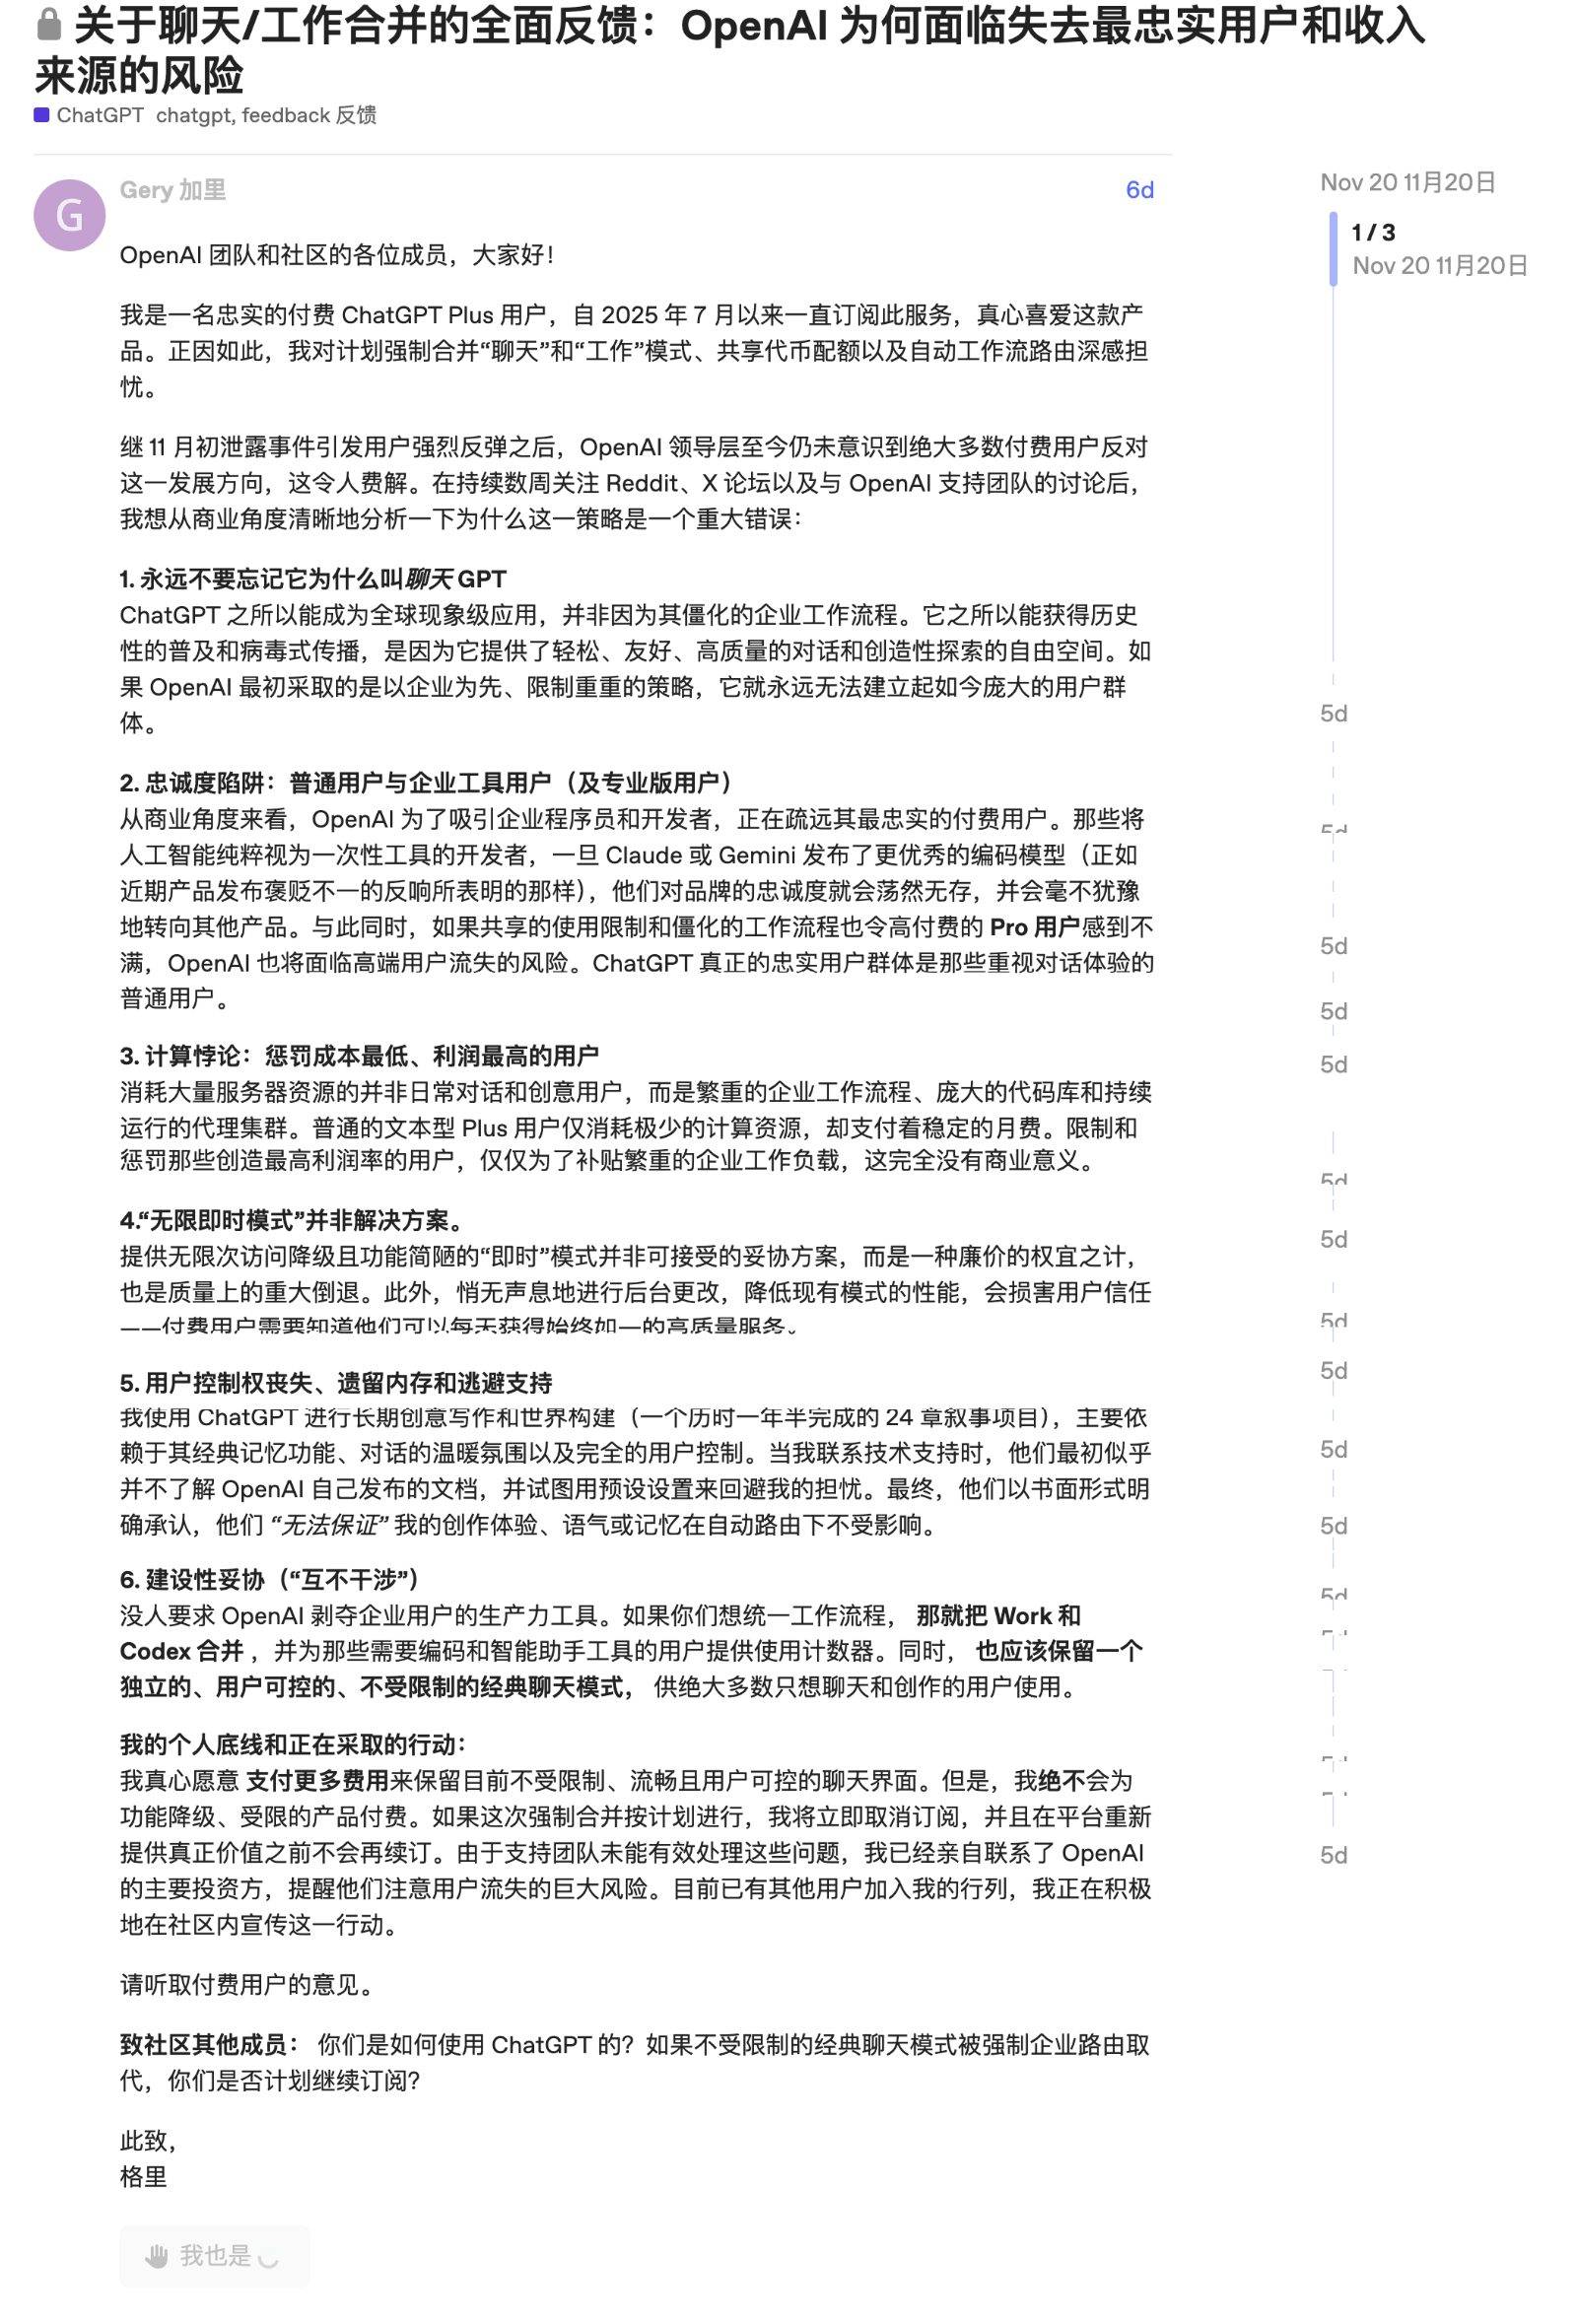 关于聊天/工作合并的全面反馈：OpenAI 为何面临失去最忠实用户和收入
来源的风险
ChatGPT chatgpt, feedback 反馈
G
Gery 加里
6d
OpenAI 团队和社区的各位成员，大家好！
我是一名忠实的付费 ChatGPT Plus 用户，自 2025 年 7 月以来一直订阅此服务，真心喜爱这款产
品。正因如此，我对计划强制合并“聊天”和“工作”模式、共享代币配额以及自动工作流路由深感担
忧。
继 11 月初泄露事件引发用户强烈反弹之后，OpenAI 领导层至今仍未意识到绝大多数付费用户反对
这一发展方向，这令人费解。在持续数周关注 Reddit、X 论坛以及与 OpenAI 支持团队的讨论后，
我想从商业角度清晰地分析一下为什么这一策略是一个重大错误：
1. 永远不要忘记它为什么叫聊天 GPT
ChatGPT 之所以能成为全球现象级应用，并非因为其僵化的企业工作流程。它之所以能获得历史
性的普及和病毒式传播，是因为它提供了轻松、友好、高质量的对话和创造性探索的自由空间。如
果 OpenAI 最初采取的是以企业为先、限制重重的策略，它就永远无法建立起如今庞大的用户群
体。
2. 忠诚度陷阱：普通用户与企业工具用户（及专业版用户）
从商业角度来看，OpenAI 为了吸引企业程序员和开发者，正在疏远其最忠实的付费用户。那些将
人工智能纯粹视为一次性工具的开发者，一旦 Claude 或 Gemini 发布了更优秀的编码模型（正如
近期产品发布褒贬不一的反响所表明的那样），他们对品牌的忠诚度就会荡然无存，并会毫不犹豫
地转向其他产品。与此同时，如果共享的使用限制和僵化的工作流程也令高付费的 Pro 用户感到不
满，OpenAI 也将面临高端用户流失的风险。ChatGPT 真正的忠实用户群体是那些重视对话体验的
普通用户。
3. 计算悖论：惩罚成本最低、利润最高的用户
消耗大量服务器资源的并非日常对话和创意用户，而是繁重的企业工作流程、庞大的代码库和持续
运行的代理集群。普通的文本型 Plus 用户仅消耗极少的计算资源，却支付着稳定的月费。限制和
惩罚那些创造最高利润率的用户，仅仅为了补贴繁重的企业工作负载，这完全没有商业意义。
4.“无限即时模式”并非解决方案。
提供无限次访问降级且功能简陋的“即时”模式并非可接受的妥协方案，而是一种廉价的权宜之计，
也是质量上的重大倒退。此外，悄无声息地进行后台更改，降低现有模式的性能，会损害用户信任
——付费用户需要知道他们可以每天获得始终如一的高质量服务。
5. 用户控制权丧失、遗留内存和逃避支持
我使用 ChatGPT 进行长期创意写作和世界构建（一个历时一年半完成的 24 章叙事项目），主要依
赖于其经典记忆功能、对话的温暖氛围以及完全的用户控制。当我联系技术支持时，他们最初似乎
并不了解 OpenAI 自己发布的文档，并试图用预设设置来回避我的担忧。最终，他们以书面形式明
确承认，他们 “无法保证” 我的创作体验、语气或记忆在自动路由下不受影响。
6. 建设性妥协（“互不干涉”）
没人要求 OpenAI 剥夺企业用户的生产力工具。如果你们想统一工作流程， 那就把 Work 和
Codex 合并 ，并为那些需要编码和智能助手工具的用户提供使用计数器。同时， 也应该保留一个
独立的、用户可控的、不受限制的经典聊天模式， 供绝大多数只想聊天和创作的用户使用。
我的个人底线和正在采取的行动：
我真心愿意 支付更多费用来保留目前不受限制、流畅且用户可控的聊天界面。但是，我绝不会为
功能降级、受限的产品付费。如果这次强制合并按计划进行，我将立即取消订阅，并且在平台重新
提供真正价值之前不会再续订。由于支持团队未能有效处理这些问题，我已经亲自联系了 OpenAI
的主要投资方，提醒他们注意用户流失的巨大风险。目前已有其他用户加入我的行列，我正在积极
地在社区内宣传这一行动。
请听取付费用户的意见。
致社区其他成员： 你们是如何使用 ChatGPT 的？如果不受限制的经典聊天模式被强制企业路由取
代，你们是否计划继续订阅？
此致，
格里
我也是
Nov 20 11月20日
1 / 3
Nov 20 11月20日
5d
5d
5d
5d
5d
5d
5d
5d
5d
5d
5d
5d
5d